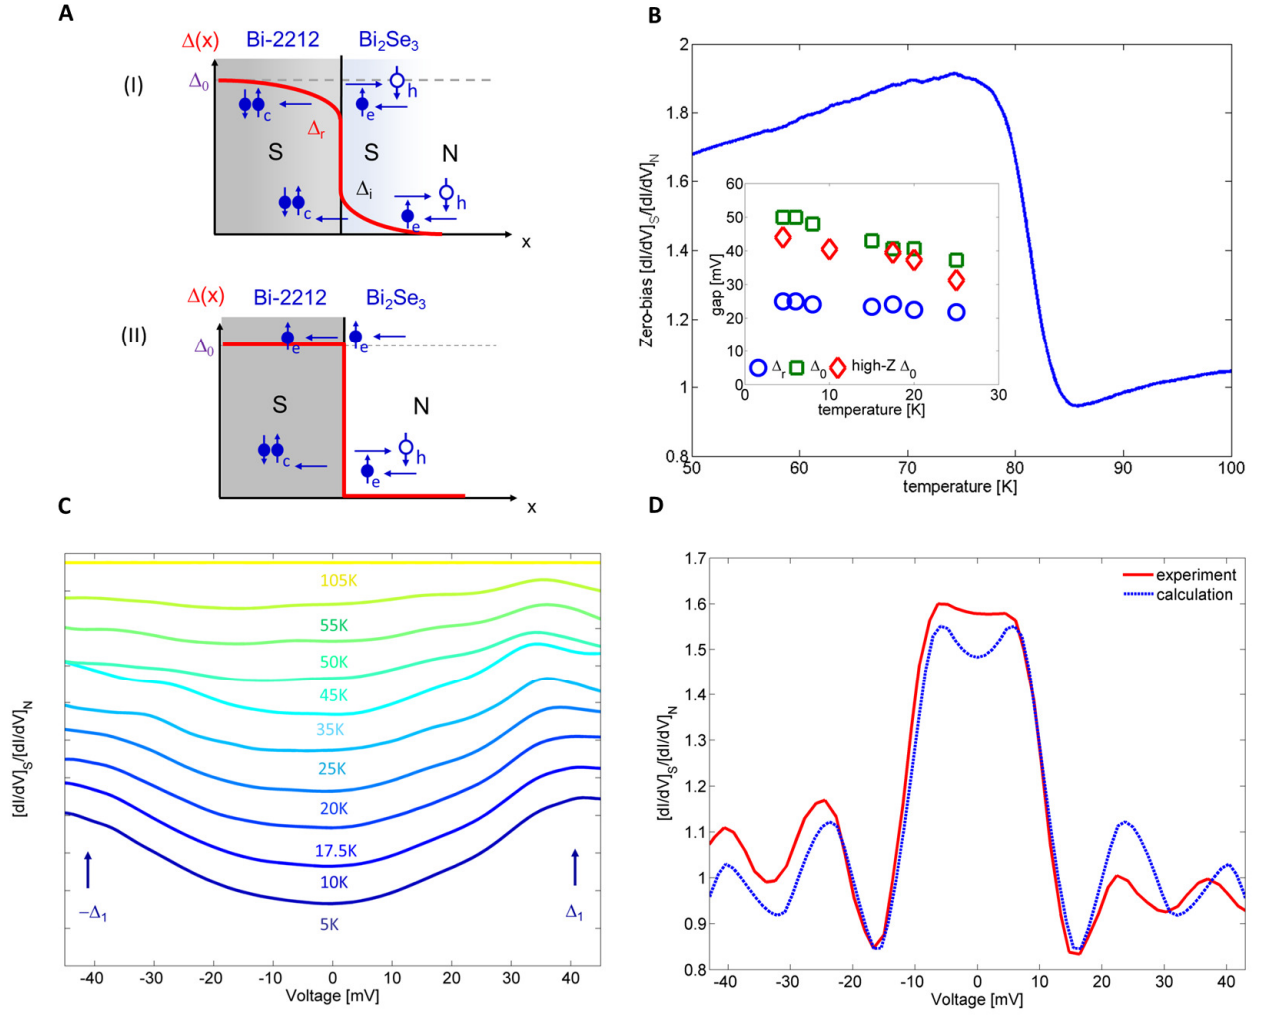 A
Δ(x)
Bi-2212
Bi₂Se₃
(I)
Δ₀
h
c
e
Δᵣ
S
S
N
Δᵢ
c
h
e
x
Δ(x)
Bi-2212
Bi₂Se₃
(II)
Δ₀
e
e
S
N
c
h
e
x
B
Zero-bias [dI/dV]S/[dI/dV]N
2
1.8
1.6
1.4
1.2
1
0.8
50
60
70
80
90
100
temperature [K]
gap [mV]
60
50
40
30
20
10
0
0
10
20
30
temperature [K]
Δᵣ
Δ₀
high-Z Δ₀
C
[dI/dV]S/[dI/dV]N
105K
55K
50K
45K
35K
25K
20K
17.5K
10K
5K
−Δ₁
Δ₁
-40
-30
-20
-10
0
10
20
30
40
Voltage [mV]
D
[dI/dV]S/[dI/dV]N
1.7
1.6
1.5
1.4
1.3
1.2
1.1
1
0.9
0.8
experiment
calculation
-40
-30
-20
-10
0
10
20
30
40
Voltage [mV]